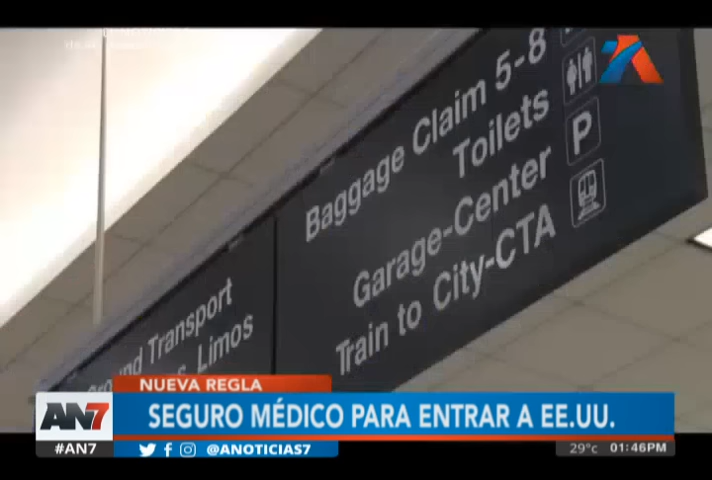 Baggage Claim 5-8
Toilets
P
Garage-Center
Train to City-CTA
Ground Transport
Limos
NUEVA REGLA
AN7
SEGURO MÉDICO PARA ENTRAR A EE.UU.
#AN7
@ANOTICIAS7
29°c 01:46PM